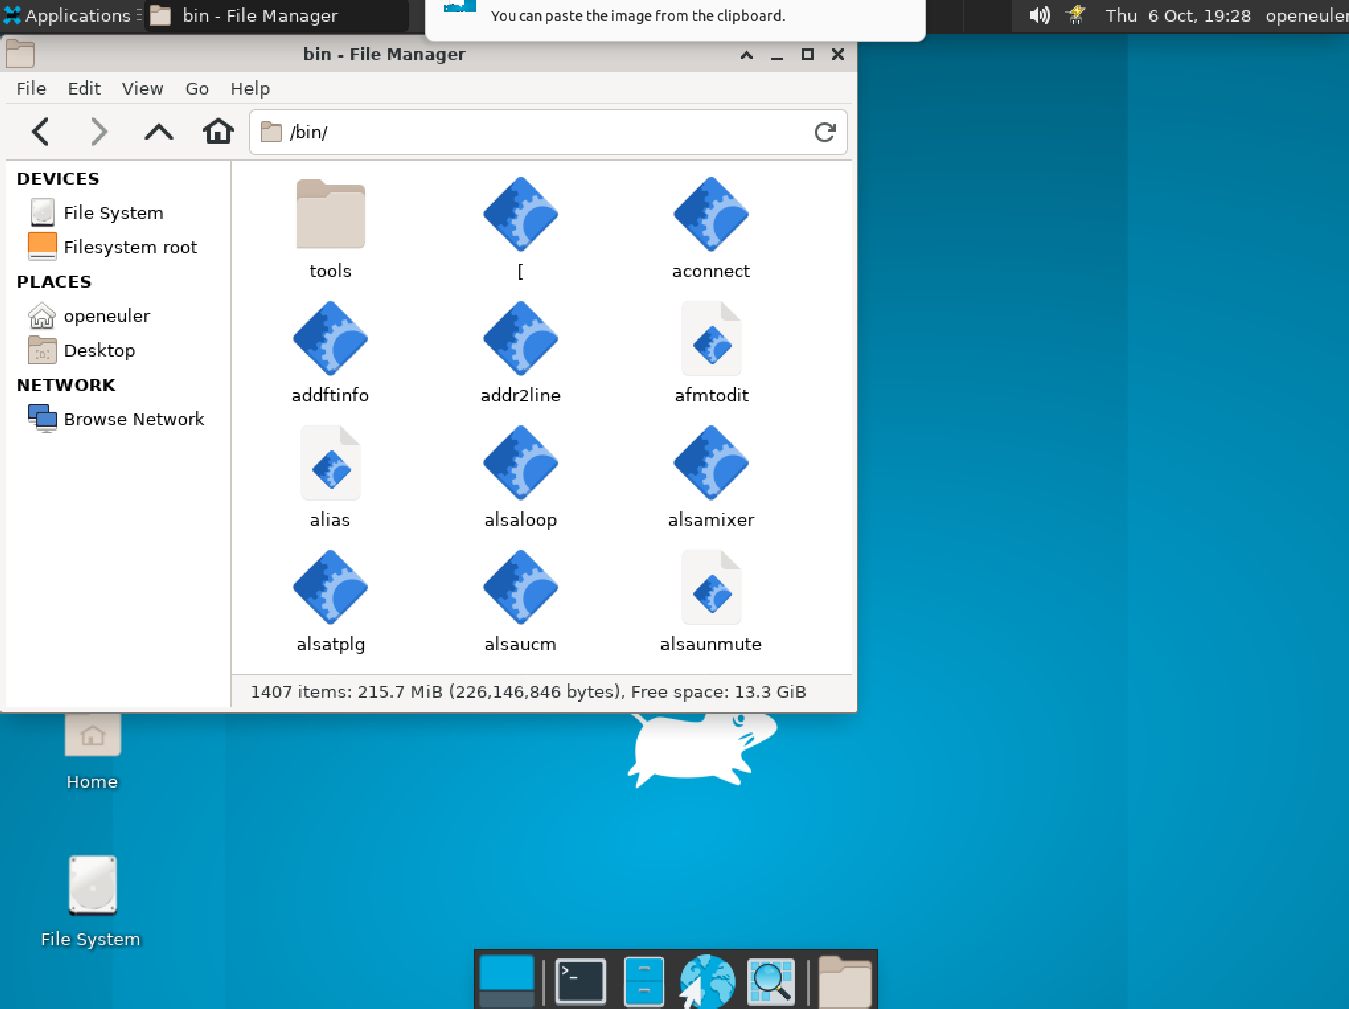 Applications
bin - File Manager
You can paste the image from the clipboard.
Thu 6 Oct, 19:28
openeuler
bin - File Manager
File Edit View Go Help
/bin/
DEVICES
File System
Filesystem root
PLACES
openeuler
Desktop
NETWORK
Browse Network
tools
[
aconnect
addftinfo
addr2line
afmtodit
alias
alsaloop
alsamixer
alsatplg
alsaucm
alsaunmute
1407 items: 215.7 MiB (226,146,846 bytes), Free space: 13.3 GiB
Home
File System
>_